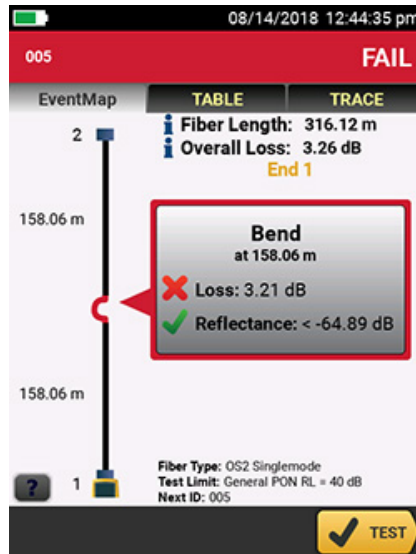 08/14/2018 12:44:35 pm
005 FAIL
EventMap TABLE TRACE
2
i Fiber Length: 316.12 m
i Overall Loss: 3.26 dB
End 1
158.06 m
Bend
at 158.06 m
Loss: 3.21 dB
Reflectance: < -64.89 dB
158.06 m
Fiber Type: OS2 Singlemode
Test Limit: General PON RL = 40 dB
Next ID: 005
? 1
TEST